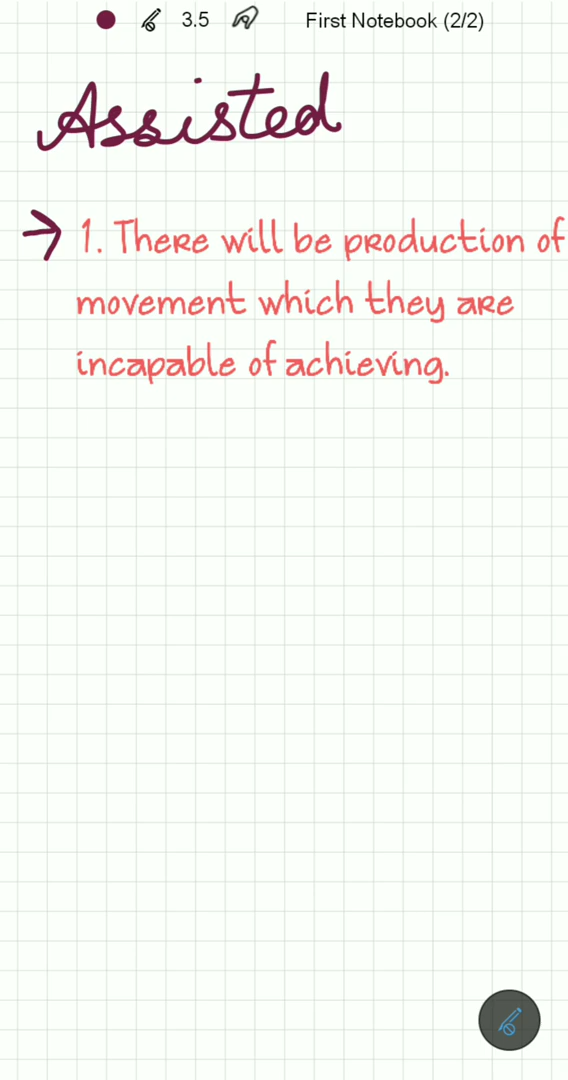 3.5 First Notebook (2/2)
Assisted
→ 1. There will be production of
movement which they are
incapable of achieving.